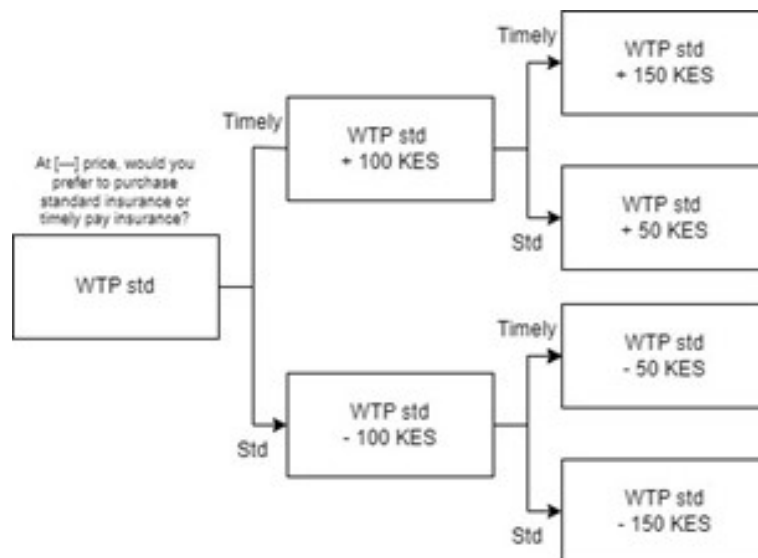 At [---] price, would you
prefer to purchase
standard insurance or
timely pay insurance?
WTP std
Timely
WTP std
+ 100 KES
Std
WTP std
- 100 KES
Timely
WTP std
+ 150 KES
Std
WTP std
+ 50 KES
Timely
WTP std
- 50 KES
Std
WTP std
- 150 KES